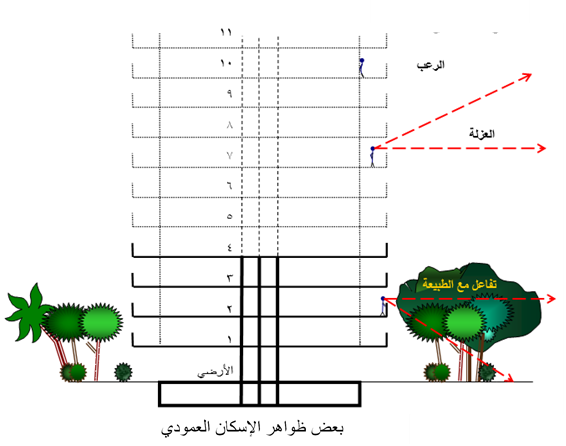 ١١
١٠
الرعب
٩
٨
العزلة
٧
٦
٥
٤
٣
تفاعل مع الطبيعة
٢
١
الأرضي
بعض ظواهر الإسكان العمودي